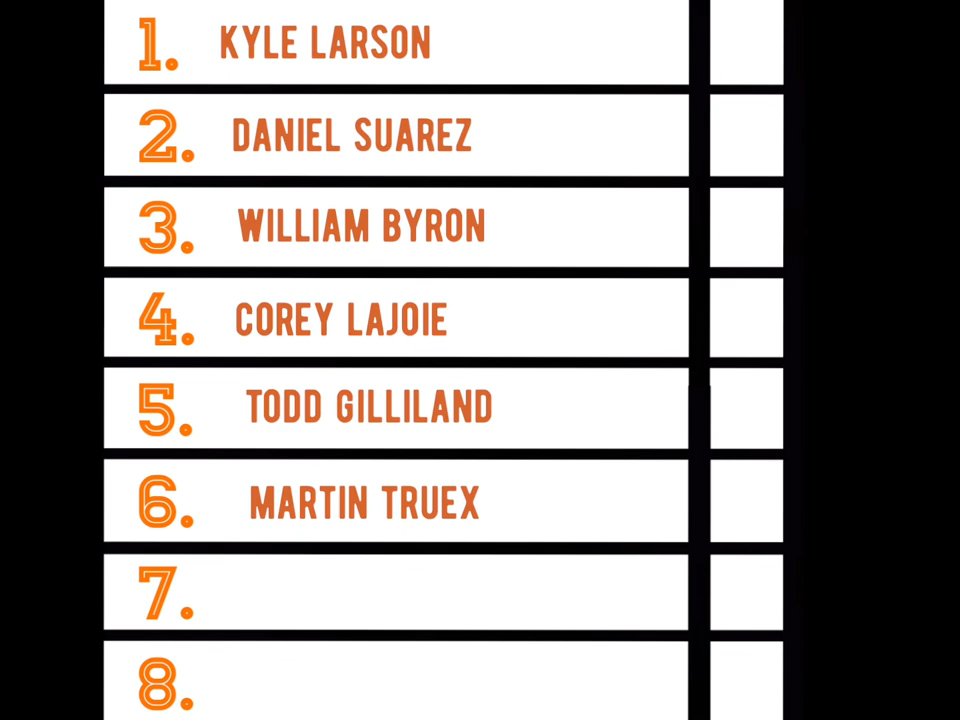 1. KYLE LARSON
2. DANIEL SUAREZ
3. WILLIAM BYRON
4. COREY LAJOIE
5. TODD GILLILAND
6. MARTIN TRUEX
7.
8.